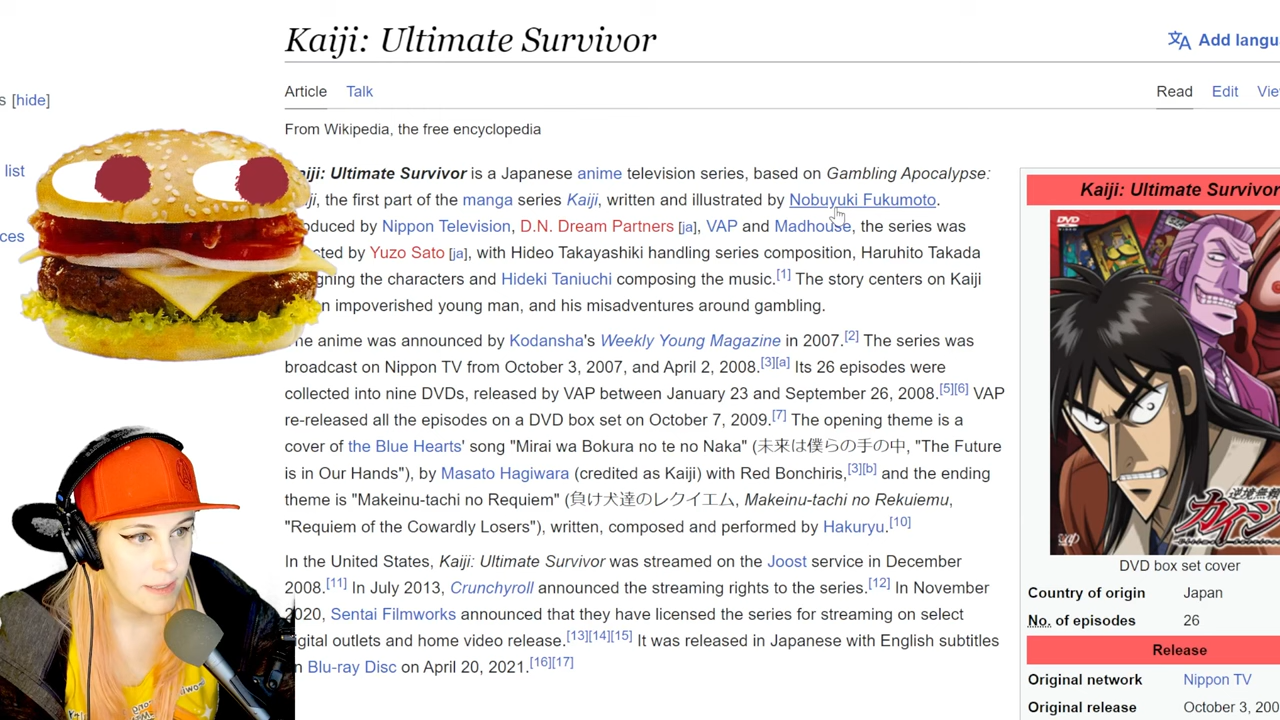 Kaiji: Ultimate Survivor
Add langu
s [hide]
Article Talk
Read Edit Vie
From Wikipedia, the free encyclopedia
list
ces
iji: Ultimate Survivor is a Japanese anime television series, based on Gambling Apocalypse:
ji, the first part of the manga series Kaiji, written and illustrated by Nobuyuki Fukumoto.
oduced by Nippon Television, D.N. Dream Partners [ja], VAP and Madhouse, the series was
cted by Yuzo Sato [ja], with Hideo Takayashiki handling series composition, Haruhito Takada
gning the characters and Hideki Taniuchi composing the music.[1] The story centers on Kaiji
n impoverished young man, and his misadventures around gambling.
he anime was announced by Kodansha's Weekly Young Magazine in 2007.[2] The series was
broadcast on Nippon TV from October 3, 2007, and April 2, 2008.[3][a] Its 26 episodes were
collected into nine DVDs, released by VAP between January 23 and September 26, 2008.[5][6] VAP
re-released all the episodes on a DVD box set on October 7, 2009.[7] The opening theme is a
cover of the Blue Hearts' song "Mirai wa Bokura no te no Naka" (未来は僕らの手の中, "The Future
is in Our Hands"), by Masato Hagiwara (credited as Kaiji) with Red Bonchiris,[3][b] and the ending
theme is "Makeinu-tachi no Requiem" (負け犬達のレクイエム, Makeinu-tachi no Rekuiemu,
"Requiem of the Cowardly Losers"), written, composed and performed by Hakuryu.[10]
In the United States, Kaiji: Ultimate Survivor was streamed on the Joost service in December
2008.[11] In July 2013, Crunchyroll announced the streaming rights to the series.[12] In November
2020, Sentai Filmworks announced that they have licensed the series for streaming on select
igital outlets and home video release.[13][14][15] It was released in Japanese with English subtitles
n Blu-ray Disc on April 20, 2021.[16][17]
Kaiji: Ultimate Survivor
DVD
カイジ
DVD box set cover
Country of origin Japan
No. of episodes 26
Release
Original network Nippon TV
Original release October 3, 200